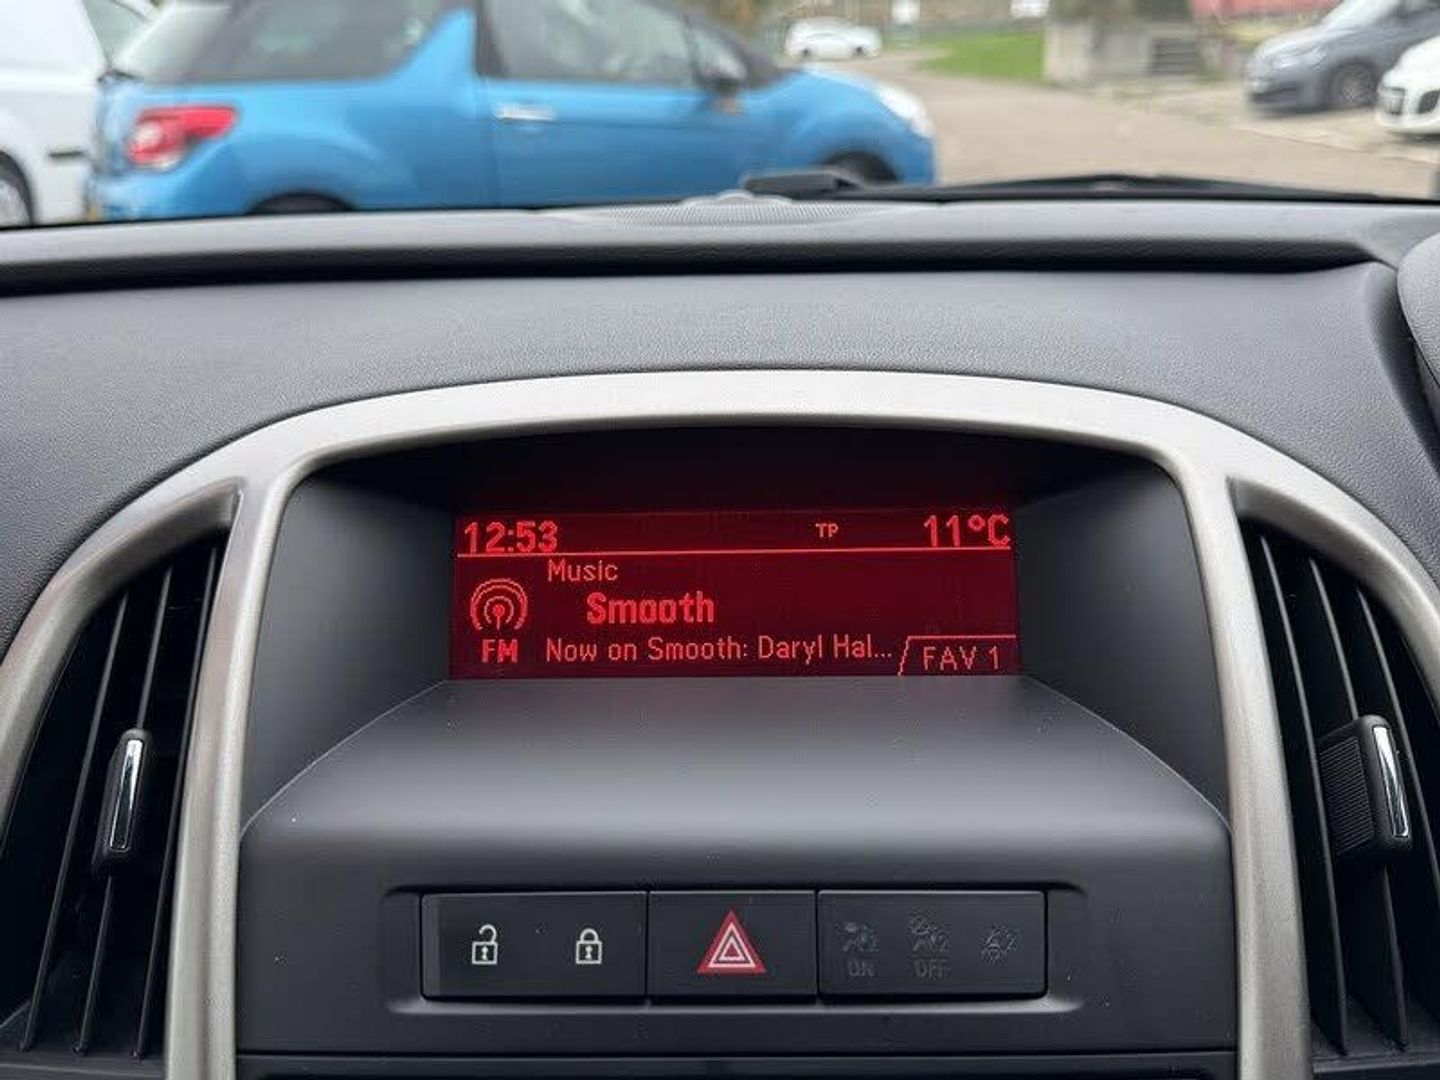 12:53 TP 11°C
Music
Smooth
FM Now on Smooth: Daryl Hal... FAV 1
ON OFF